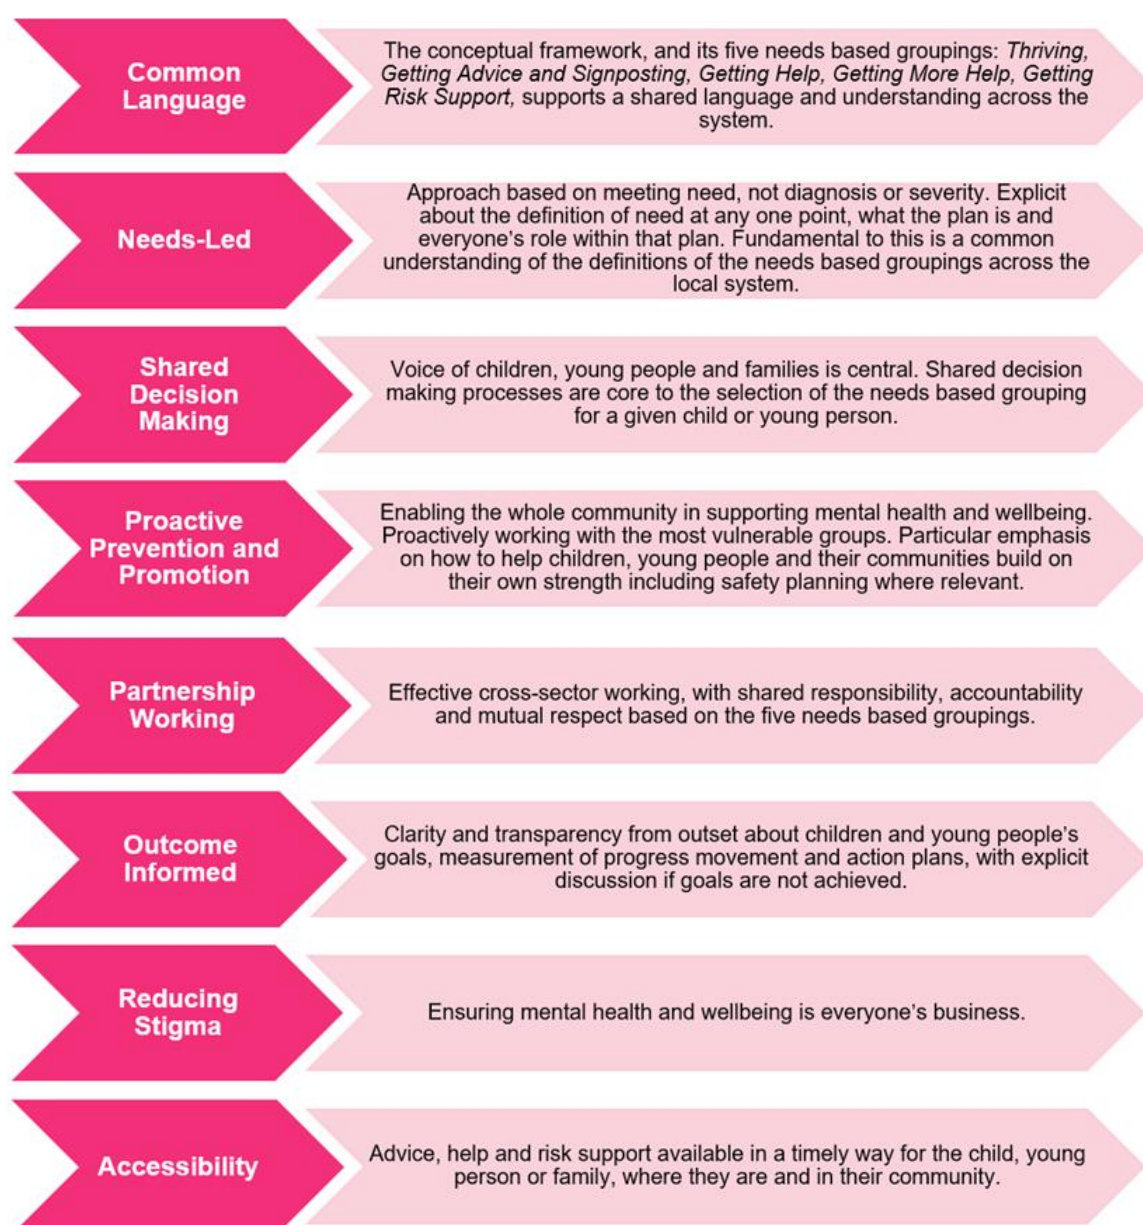 Common
Language
The conceptual framework, and its five needs based groupings: Thriving,
Getting Advice and Signposting, Getting Help, Getting More Help, Getting
Risk Support, supports a shared language and understanding across the
system.
Needs-Led
Approach based on meeting need, not diagnosis or severity. Explicit
about the definition of need at any one point, what the plan is and
everyone's role within that plan. Fundamental to this is a common
understanding of the definitions of the needs based groupings across the
local system.
Shared
Decision
Making
Voice of children, young people and families is central. Shared decision
making processes are core to the selection of the needs based grouping
for a given child or young person.
Proactive
Prevention and
Promotion
Enabling the whole community in supporting mental health and wellbeing.
Proactively working with the most vulnerable groups. Particular emphasis
on how to help children, young people and their communities build on
their own strength including safety planning where relevant.
Partnership
Working
Effective cross-sector working, with shared responsibility, accountability
and mutual respect based on the five needs based groupings.
Outcome
Informed
Clarity and transparency from outset about children and young people's
goals, measurement of progress movement and action plans, with explicit
discussion if goals are not achieved.
Reducing
Stigma
Ensuring mental health and wellbeing is everyone's business.
Accessibility
Advice, help and risk support available in a timely way for the child, young
person or family, where they are and in their community.